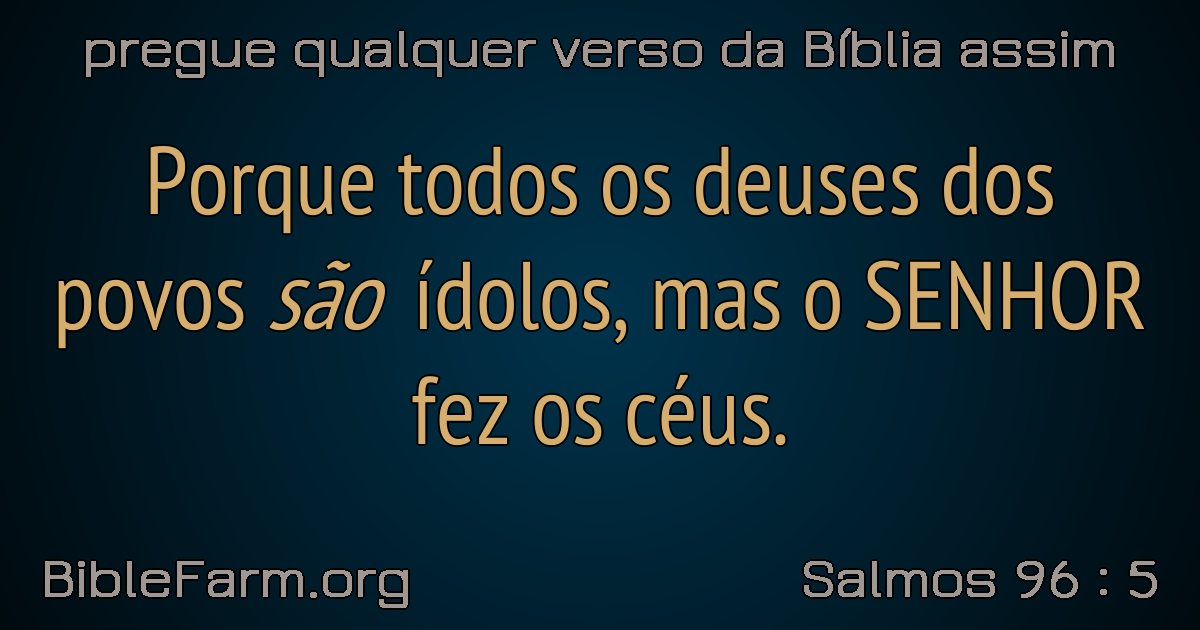 pregue qualquer verso da Bíblia assim
Porque todos os deuses dos
povos são ídolos, mas o SENHOR
fez os céus.
BibleFarm.org
Salmos 96 : 5